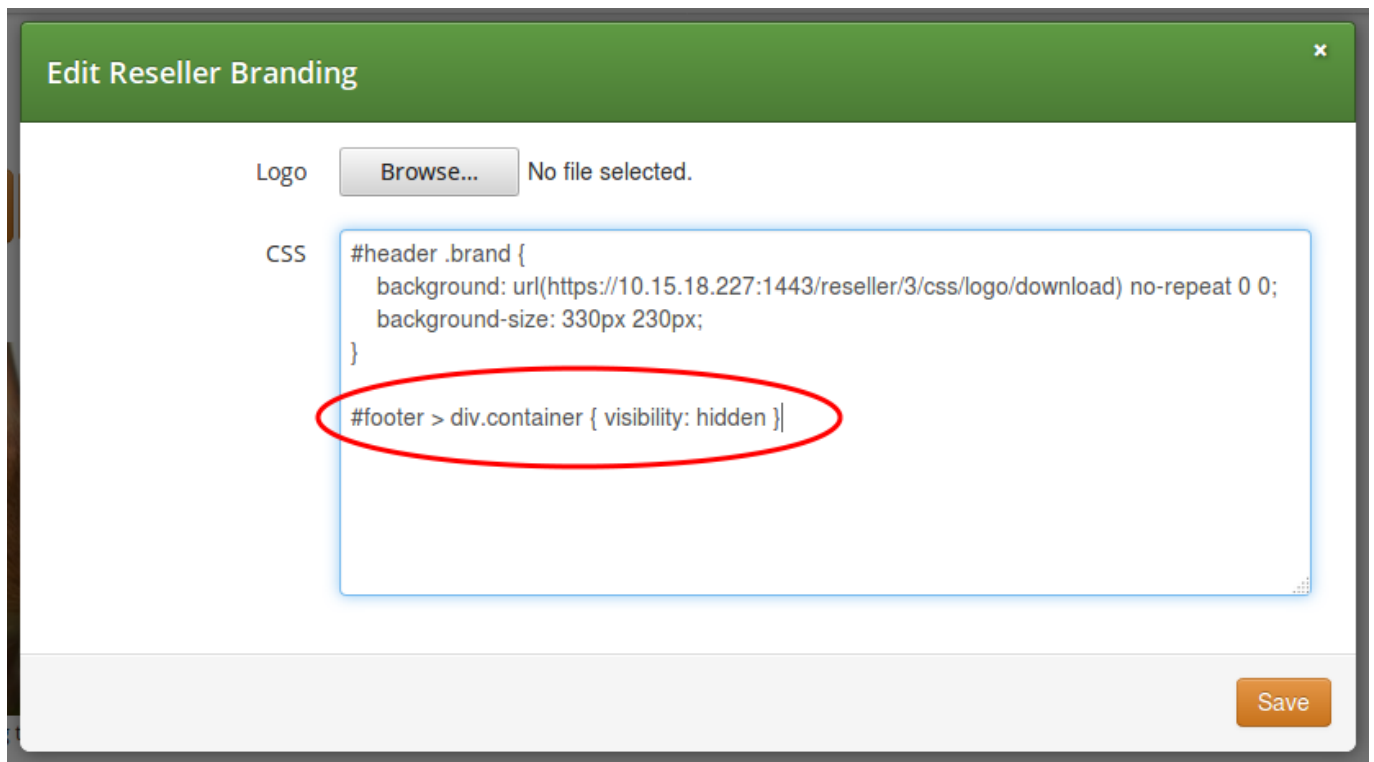 Edit Reseller Branding
×
Logo
Browse...
No file selected.
CSS
#header .brand {
    background: url(https://10.15.18.227:1443/reseller/3/css/logo/download) no-repeat 0 0;
    background-size: 330px 230px;
}
#footer > div.container { visibility: hidden }
Save